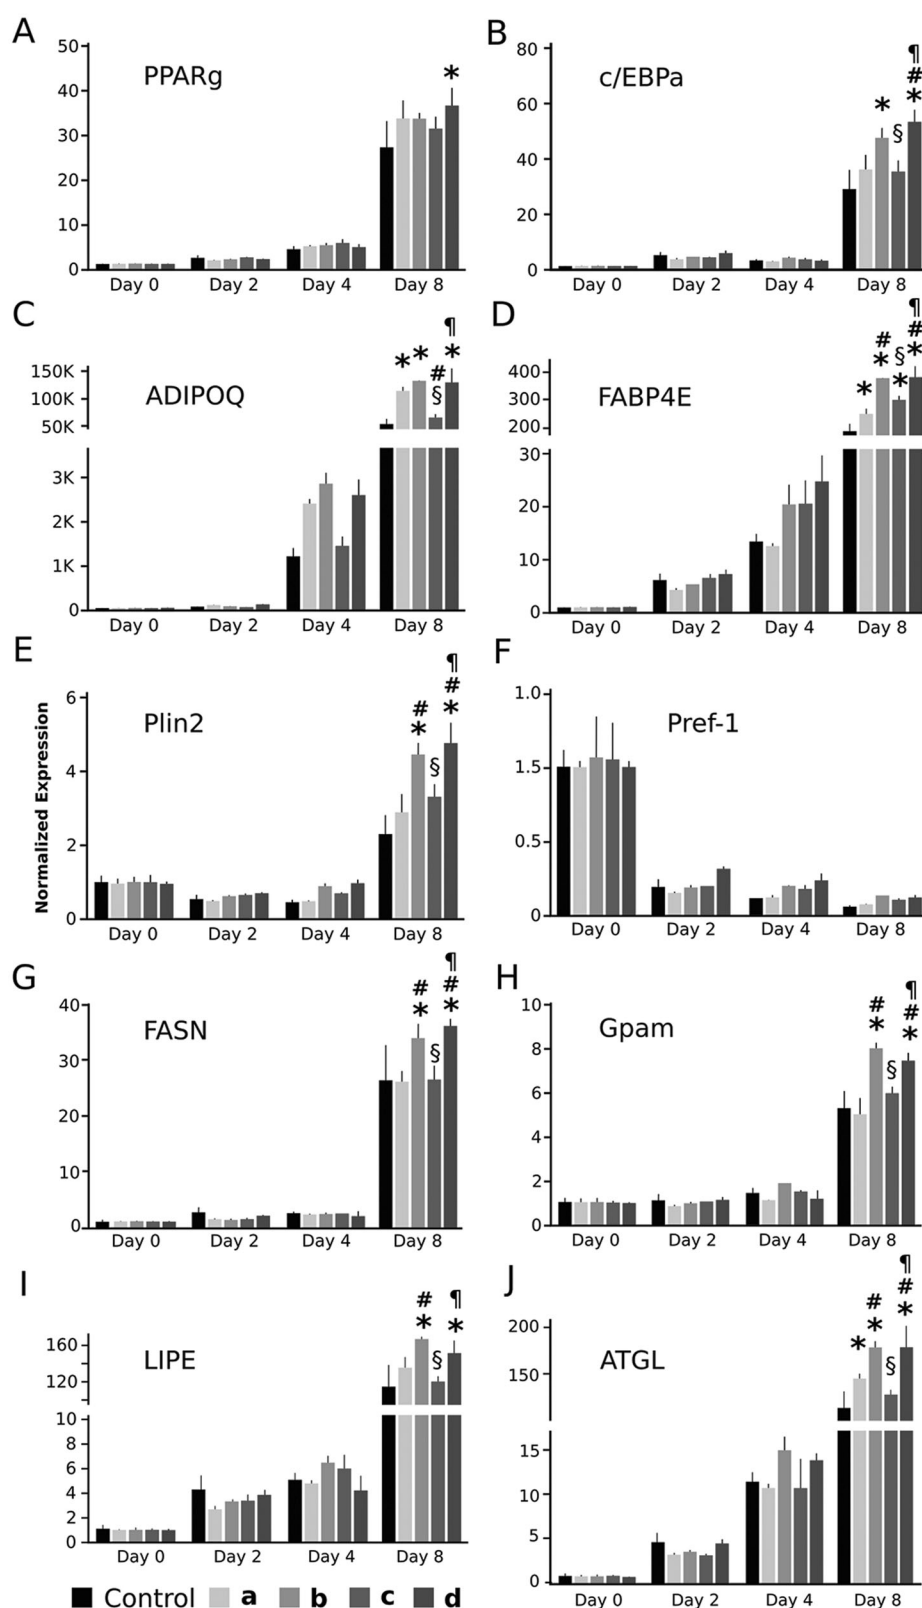 A
PPARg
50
40
30
20
10
0
*
Day 0 Day 2 Day 4 Day 8
B
c/EBPa
80
60
40
20
0
* § ¶ # *
Day 0 Day 2 Day 4 Day 8
C
ADIPOQ
150K
100K
50K
3K
2K
1K
0
* * # § ¶ *
Day 0 Day 2 Day 4 Day 8
D
FABP4E
400
300
200
30
20
10
0
* # * § * ¶ # *
Day 0 Day 2 Day 4 Day 8
E
Plin2
Normalized Expression
6
4
2
0
# * § ¶ # *
Day 0 Day 2 Day 4 Day 8
F
Pref-1
1.0
1.5
0.5
0
Day 0 Day 2 Day 4 Day 8
G
FASN
40
30
20
10
0
# * § ¶ # *
Day 0 Day 2 Day 4 Day 8
H
Gpam
10
8
6
4
2
0
# * § ¶ # *
Day 0 Day 2 Day 4 Day 8
I
LIPE
160
120
10
8
6
4
2
0
# * § ¶ *
Day 0 Day 2 Day 4 Day 8
J
ATGL
200
150
15
10
5
0
* # * § ¶ # *
Day 0 Day 2 Day 4 Day 8
Control a b c d